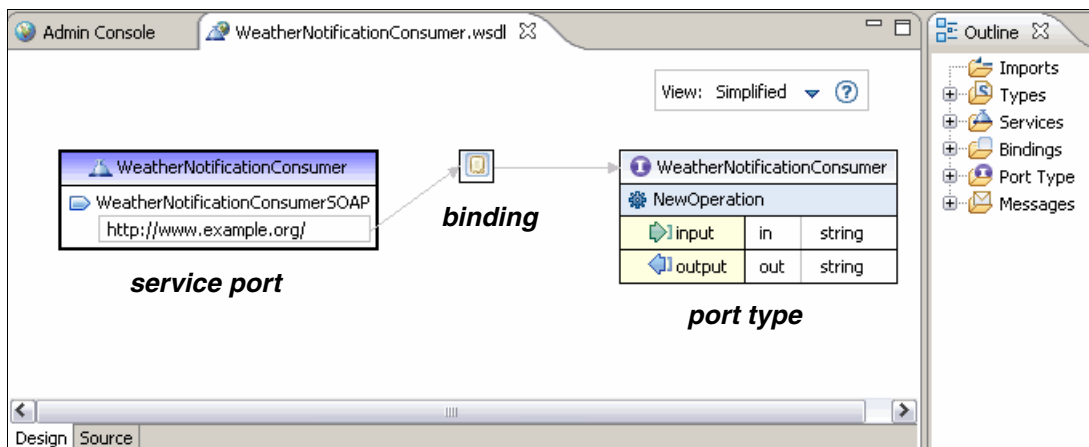 Admin Console
WeatherNotificationConsumer.wsdl
Outline
View: Simplified
?
Imports
Types
Services
Bindings
Port Type
Messages
WeatherNotificationConsumer
WeatherNotificationConsumerSOAP
http://www.example.org/
service port
binding
WeatherNotificationConsumer
NewOperation
input in string
output out string
port type
Design Source